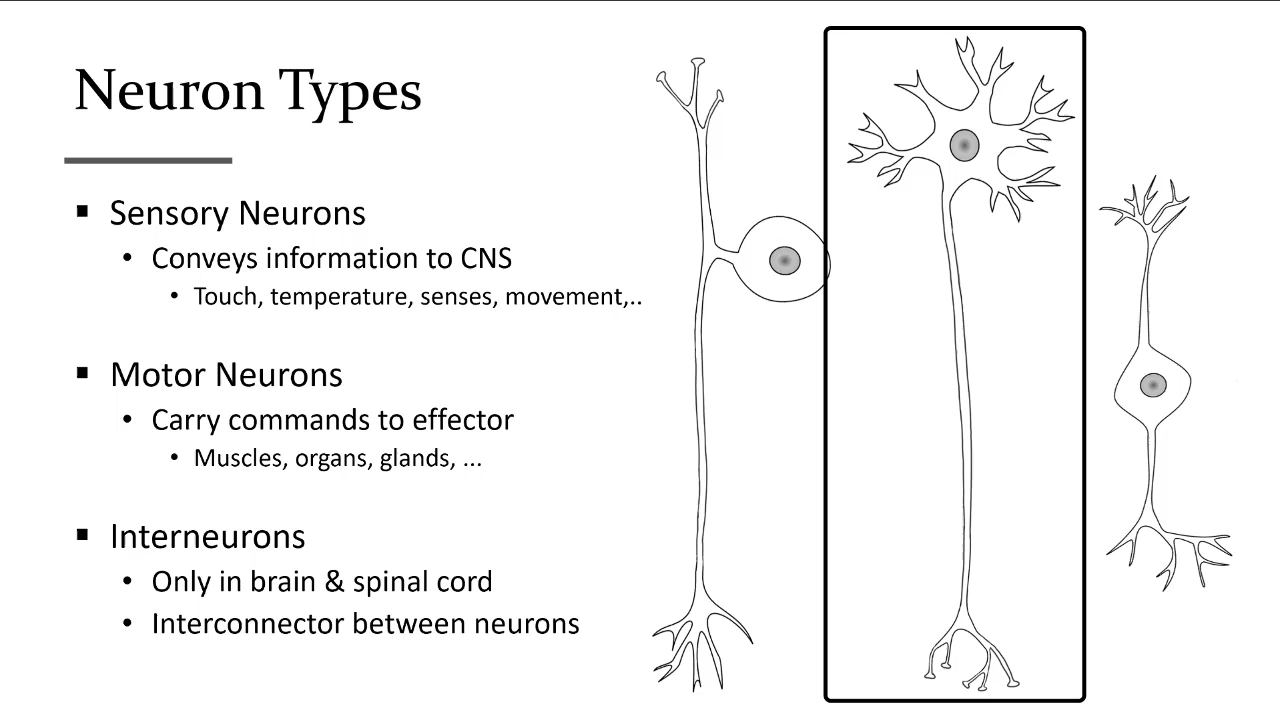 Neuron Types
▪ Sensory Neurons
• Conveys information to CNS
• Touch, temperature, senses, movement,..
▪ Motor Neurons
• Carry commands to effector
• Muscles, organs, glands, ...
▪ Interneurons
• Only in brain & spinal cord
• Interconnector between neurons